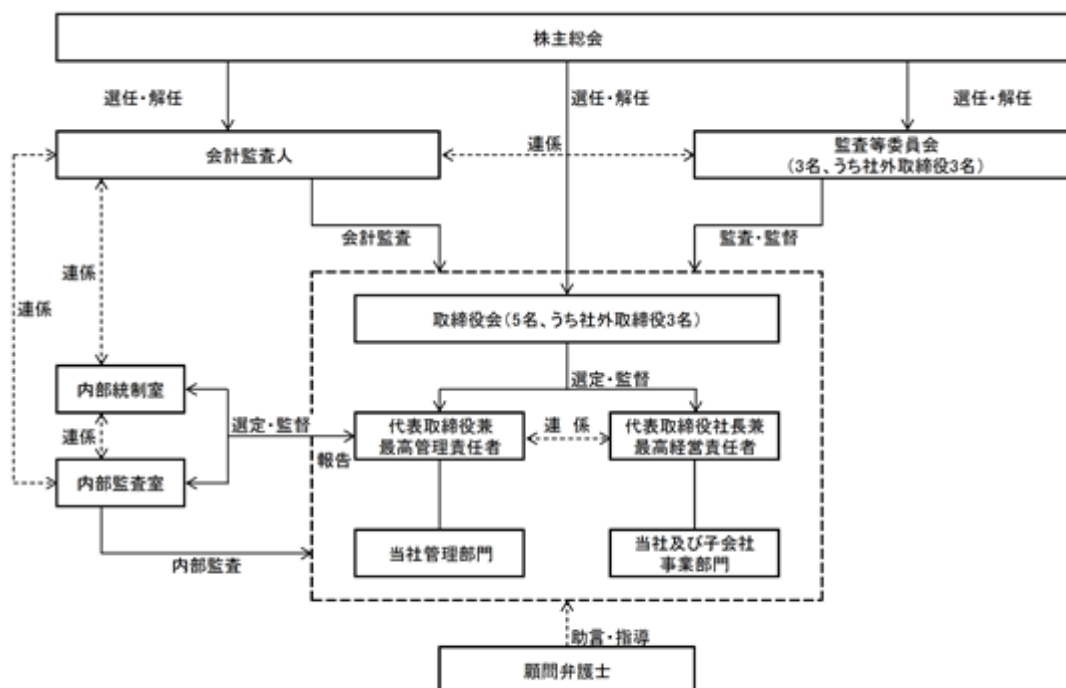 株主総会
選任・解任
選任・解任
選任・解任
会計監査人
連係
監査等委員会
(3名、うち社外取締役3名)
会計監査
監査・監督
連係
連係
取締役会(5名、うち社外取締役3名)
選定・監督
内部統制室
連係
内部監査室
選定・監督
報告
代表取締役兼
最高管理責任者
連 係
代表取締役社長兼
最高経営責任者
当社管理部門
当社及び子会社
事業部門
内部監査
助言・指導
顧問弁護士